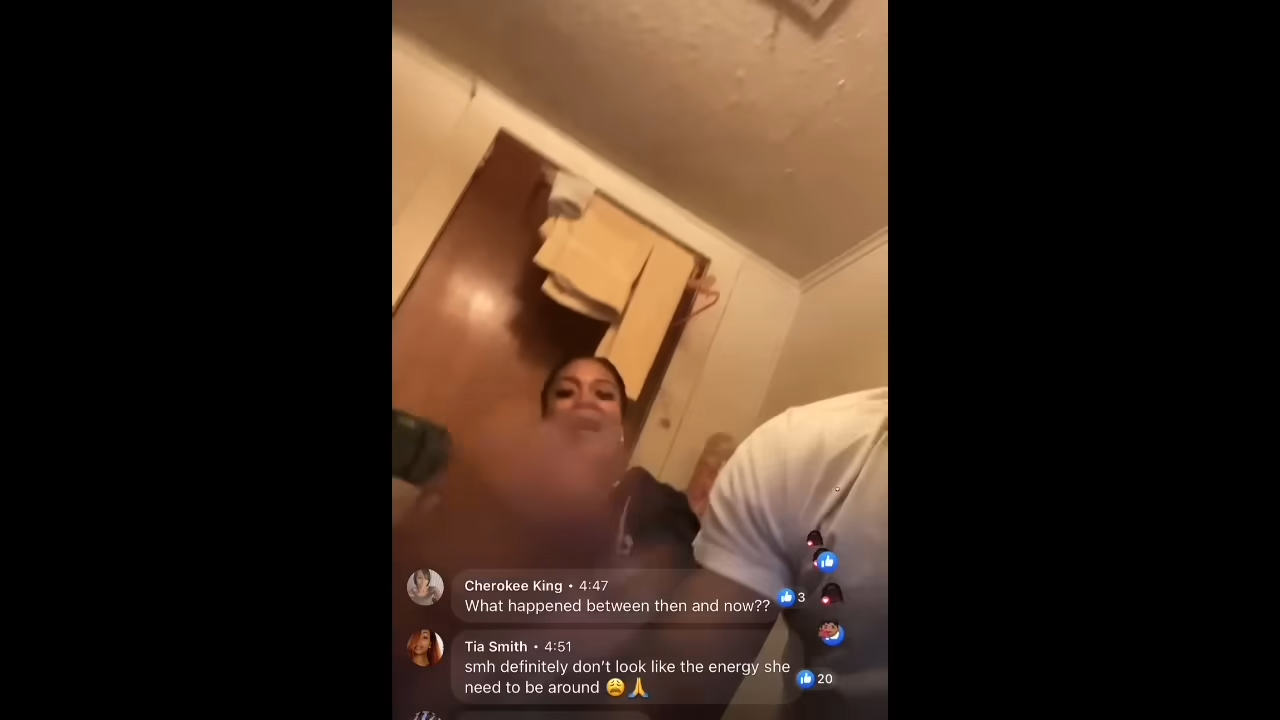 Cherokee King • 4:47
What happened between then and now??
3
Tia Smith • 4:51
smh definitely don't look like the energy she
need to be around 😩🙏
20